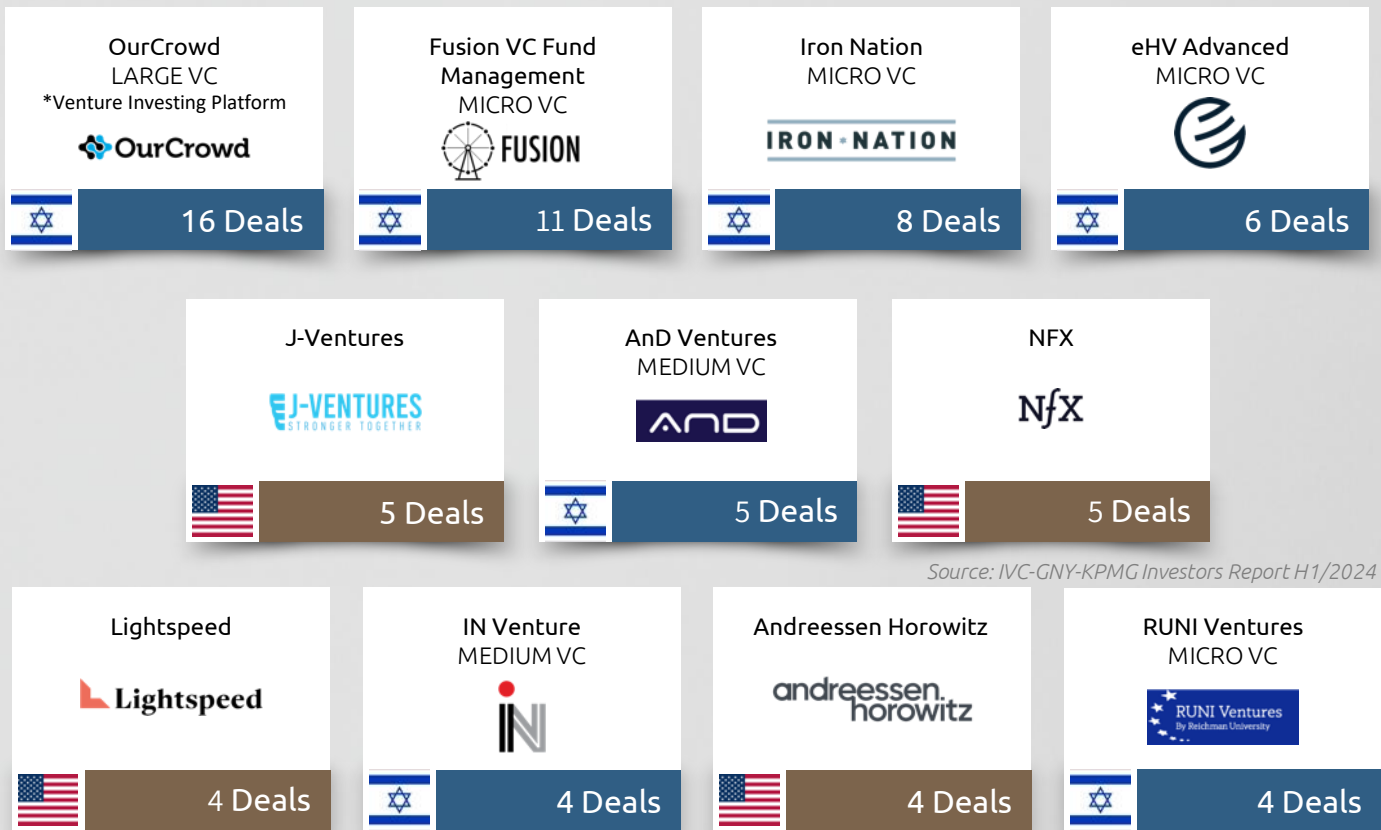 OurCrowd
LARGE VC
*Venture Investing Platform
OurCrowd
16 Deals
Fusion VC Fund
Management
MICRO VC
FUSION
11 Deals
Iron Nation
MICRO VC
IRON NATION
8 Deals
eHV Advanced
MICRO VC
6 Deals
J-Ventures
J-VENTURES
STRONGER TOGETHER
5 Deals
AnD Ventures
MEDIUM VC
AND
5 Deals
NFX
NfX
5 Deals
Source: IVC-GNY-KPMG Investors Report H1/2024
Lightspeed
Lightspeed
4 Deals
IN Venture
MEDIUM VC
iN
4 Deals
Andreessen Horowitz
andreessen.
horowitz
4 Deals
RUNI Ventures
MICRO VC
RUNI Ventures
By Reichman University
4 Deals